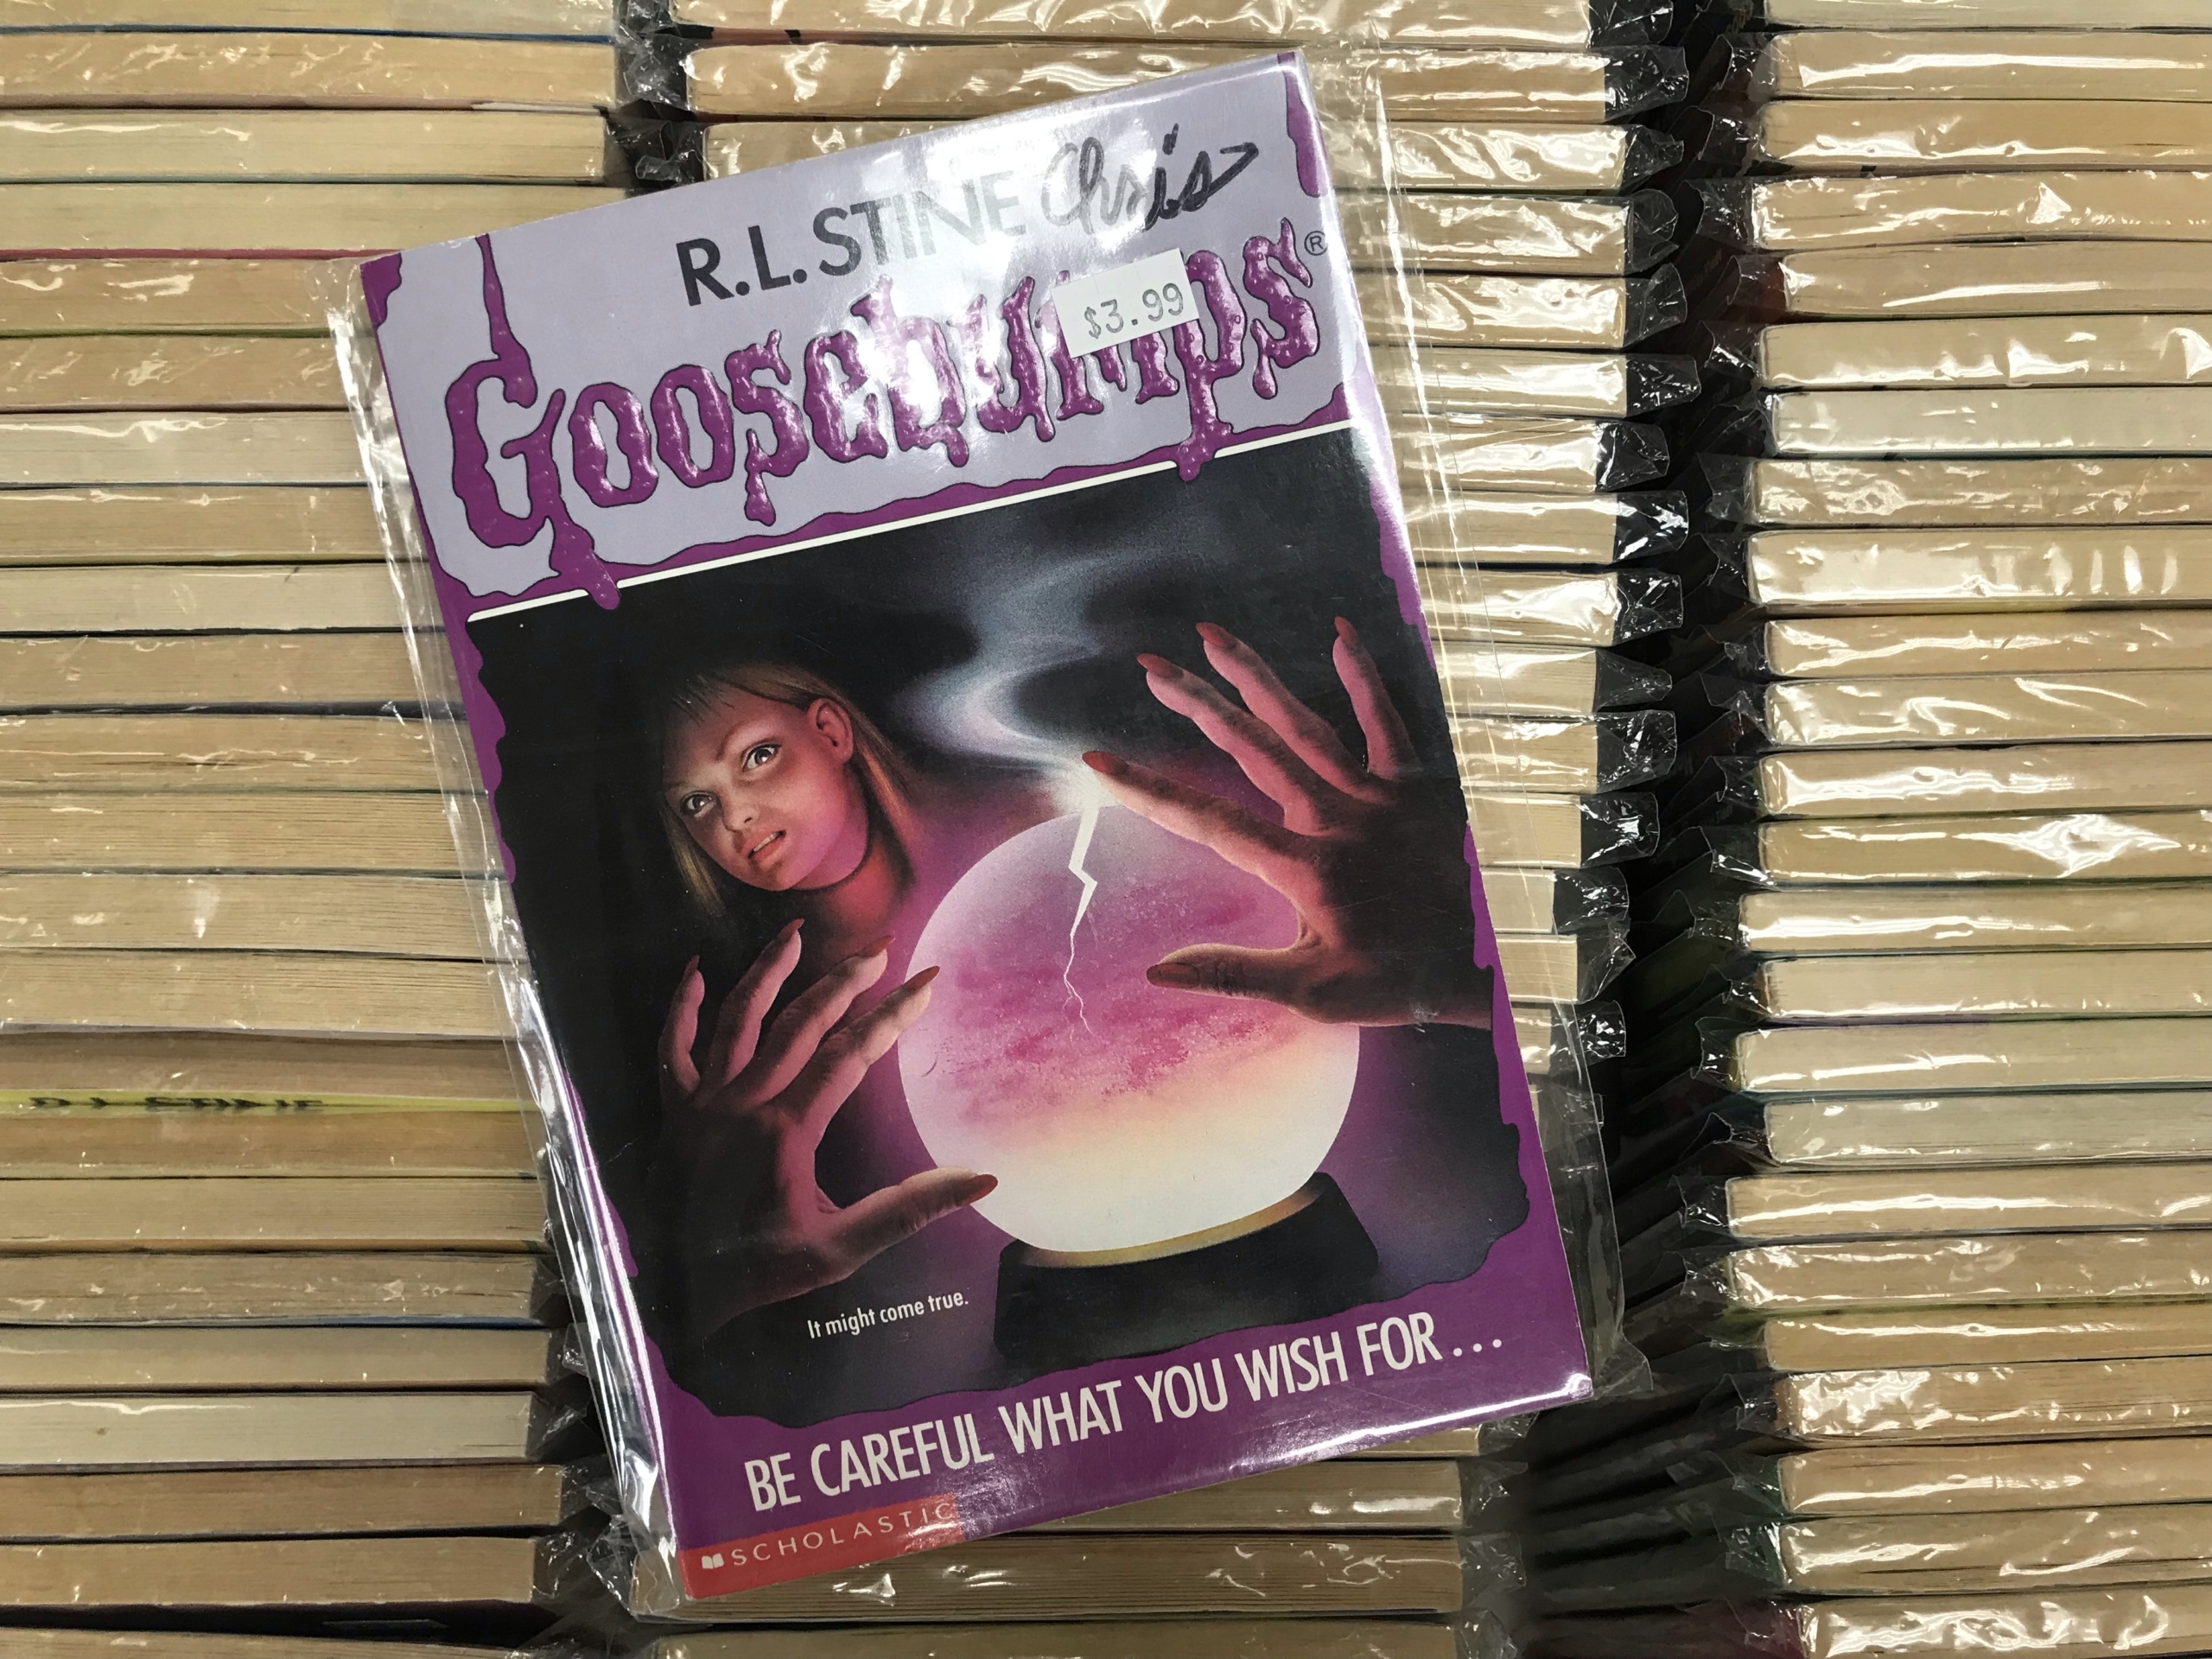 R.L. STINE Chris
Goosebumps®
$3.99
It might come true.
BE CAREFUL WHAT YOU WISH FOR...
SCHOLASTIC